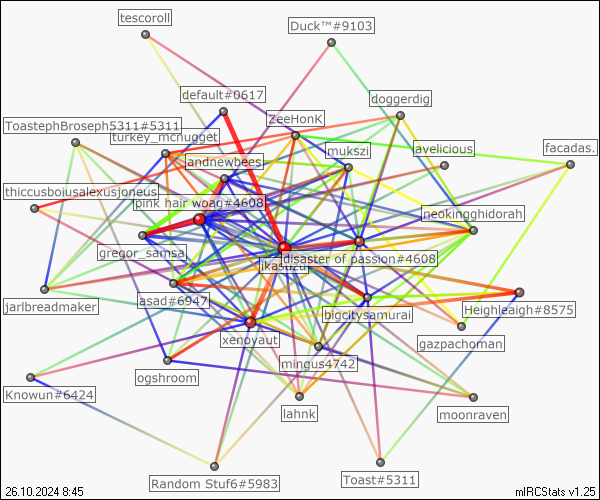 tescoroll
Duck™#9103
default#0617
doggerdig
ZeeHonK
ToastephBroseph5311#5311
turkey_mcnugget
mukszi
avelicious
facadas.
andnewbees
thiccusboiusalexusjoneus
pink hair woag#4608
neokingghidorah
gregor_samsa
disaster of passion#4608
jkasuzu
jarlbreadmaker
asad#6947
bigcitysamurai
Heighleaigh#8575
xenoyaut
gazpachoman
mingus4742
ogshroom
Knowun#6424
lahnk
moonraven
Random Stuf6#5983
Toast#5311
26.10.2024 8:45
mIRCStats v1.25